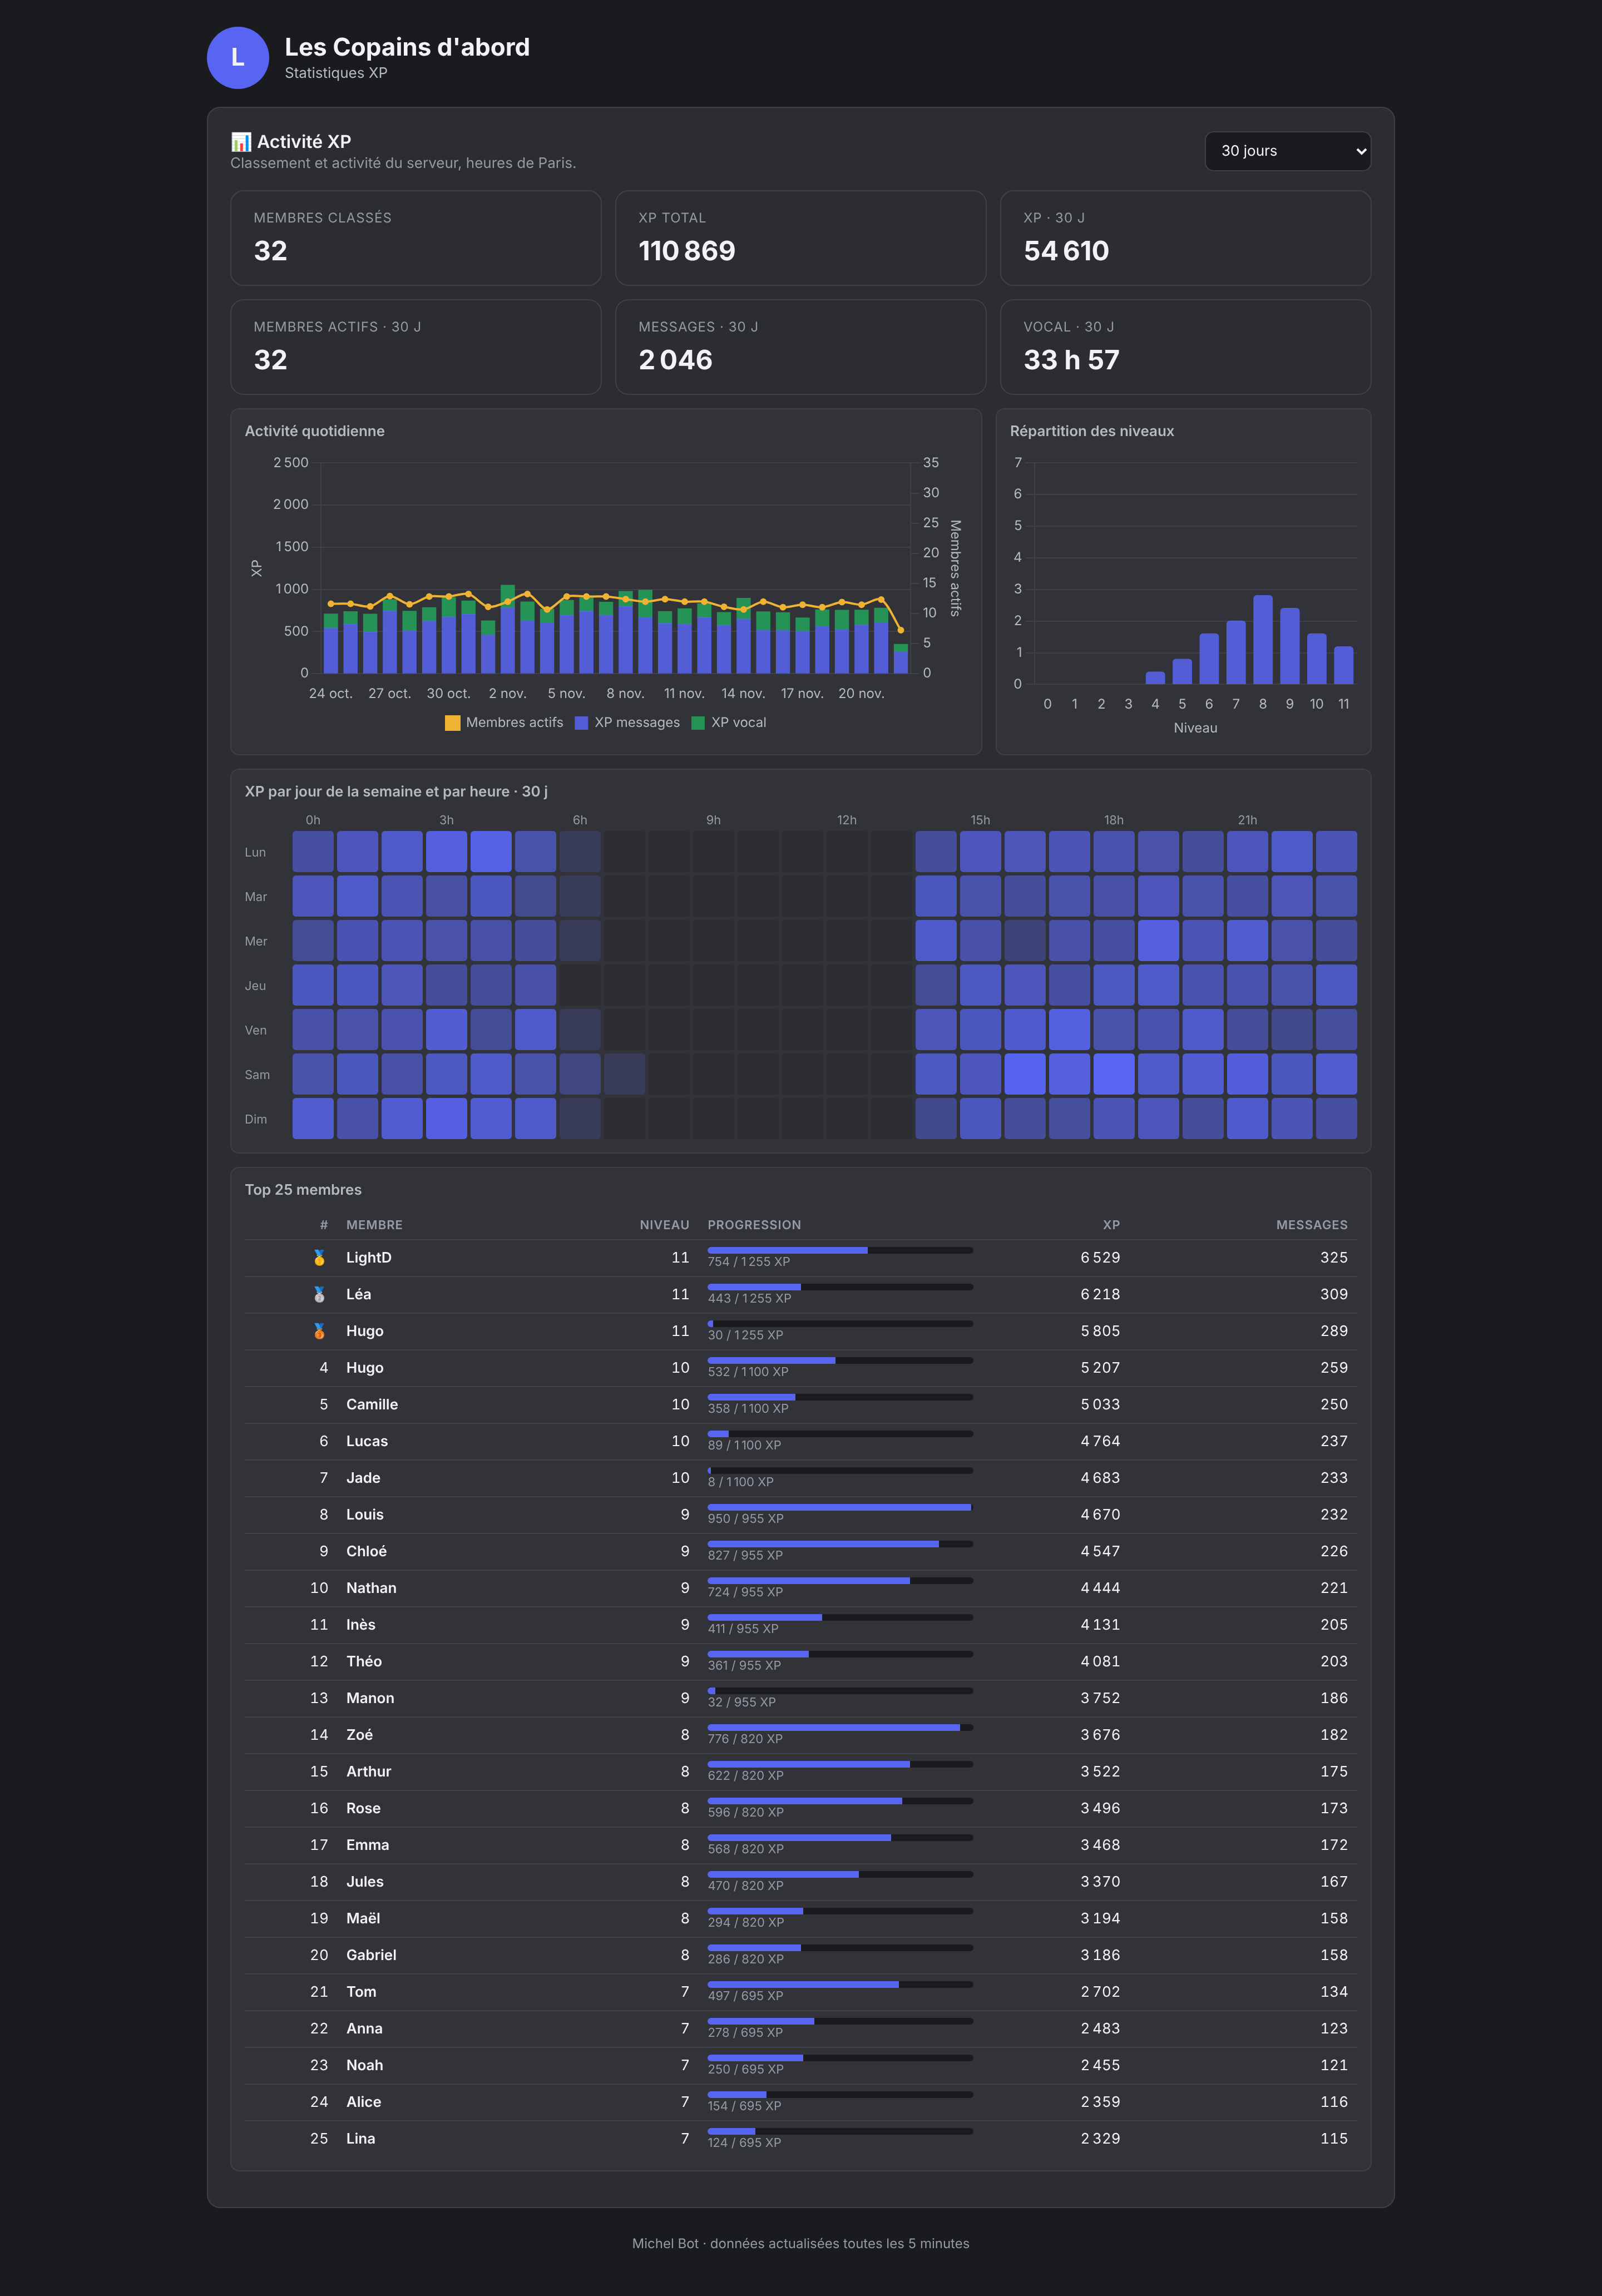 L
Les Copains d'abord
Statistiques XP
📊 Activité XP
Classement et activité du serveur, heures de Paris.
30 jours
MEMBRES CLASSÉS
32
XP TOTAL
110 869
XP · 30 J
54 610
MEMBRES ACTIFS · 30 J
32
MESSAGES · 30 J
2 046
VOCAL · 30 J
33 h 57
Activité quotidienne
2 500
2 000
1 500
1 000
500
0
XP
35
30
25
20
15
10
5
0
Membres actifs
24 oct. 27 oct. 30 oct. 2 nov. 5 nov. 8 nov. 11 nov. 14 nov. 17 nov. 20 nov.
Membres actifs XP messages XP vocal
Répartition des niveaux
7
6
5
4
3
2
1
0
0 1 2 3 4 5 6 7 8 9 10 11
Niveau
XP par jour de la semaine et par heure · 30 j
0h 3h 6h 9h 12h 15h 18h 21h
Lun
Mar
Mer
Jeu
Ven
Sam
Dim
Top 25 membres
# MEMBRE NIVEAU PROGRESSION XP MESSAGES
🥇 LightD 11 754 / 1 255 XP 6 529 325
🥈 Léa 11 443 / 1 255 XP 6 218 309
🥉 Hugo 11 30 / 1 255 XP 5 805 289
4 Hugo 10 532 / 1 100 XP 5 207 259
5 Camille 10 358 / 1 100 XP 5 033 250
6 Lucas 10 89 / 1 100 XP 4 764 237
7 Jade 10 8 / 1 100 XP 4 683 233
8 Louis 9 950 / 955 XP 4 670 232
9 Chloé 9 827 / 955 XP 4 547 226
10 Nathan 9 724 / 955 XP 4 444 221
11 Inès 9 411 / 955 XP 4 131 205
12 Théo 9 361 / 955 XP 4 081 203
13 Manon 9 32 / 955 XP 3 752 186
14 Zoé 8 776 / 820 XP 3 676 182
15 Arthur 8 622 / 820 XP 3 522 175
16 Rose 8 596 / 820 XP 3 496 173
17 Emma 8 568 / 820 XP 3 468 172
18 Jules 8 470 / 820 XP 3 370 167
19 Maël 8 294 / 820 XP 3 194 158
20 Gabriel 8 286 / 820 XP 3 186 158
21 Tom 7 497 / 695 XP 2 702 134
22 Anna 7 278 / 695 XP 2 483 123
23 Noah 7 250 / 695 XP 2 455 121
24 Alice 7 154 / 695 XP 2 359 116
25 Lina 7 124 / 695 XP 2 329 115
Michel Bot · données actualisées toutes les 5 minutes